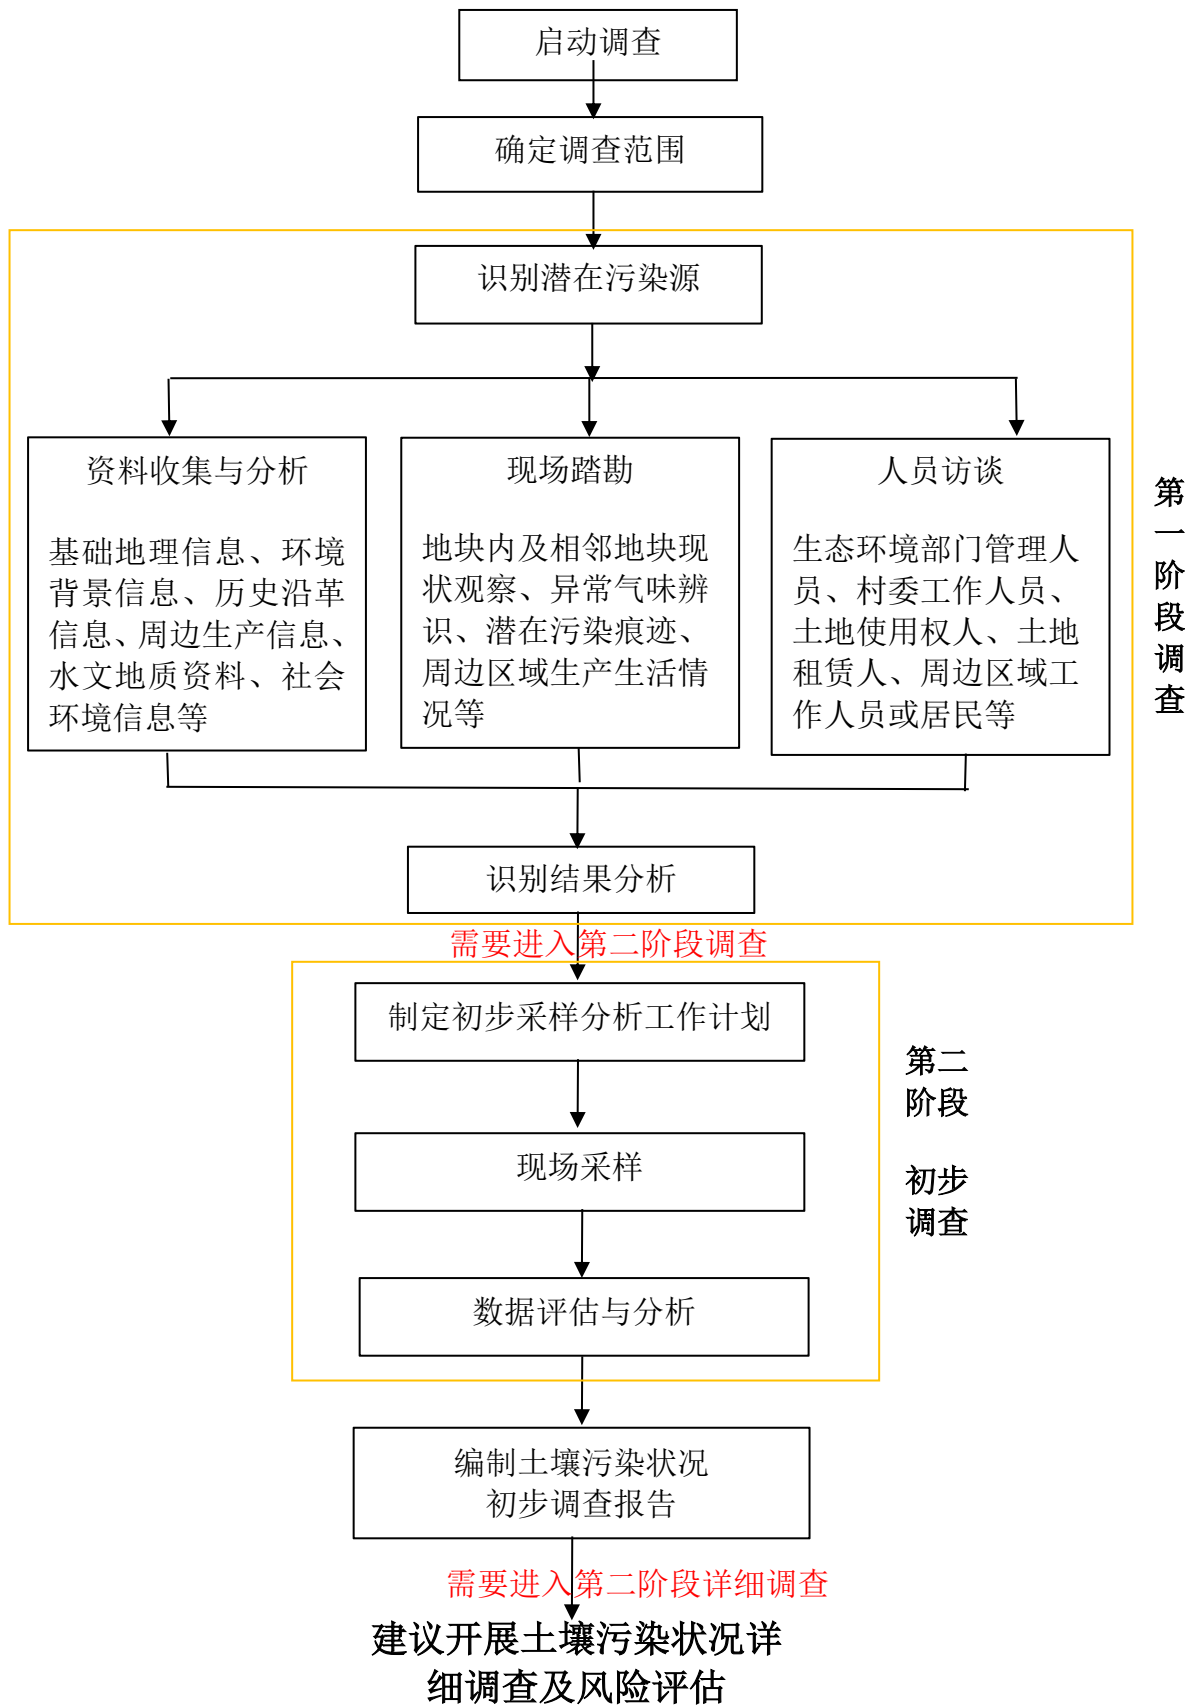 启动调查
确定调查范围
识别潜在污染源
资料收集与分析
基础地理信息、环境
背景信息、历史沿革
信息、周边生产信息、
水文地质资料、社会
环境信息等
现场踏勘
地块内及相邻地块现
状观察、异常气味辨
识、潜在污染痕迹、
周边区域生产生活情
况等
人员访谈
生态环境部门管理人
员、村委工作人员、
土地使用权人、土地
租赁人、周边区域工
作人员或居民等
第
一
阶
段
调
查
识别结果分析
需要进入第二阶段调查
制定初步采样分析工作计划
现场采样
数据评估与分析
第二
阶段
初步
调查
编制土壤污染状况
初步调查报告
需要进入第二阶段详细调查
建议开展土壤污染状况详
细调查及风险评估